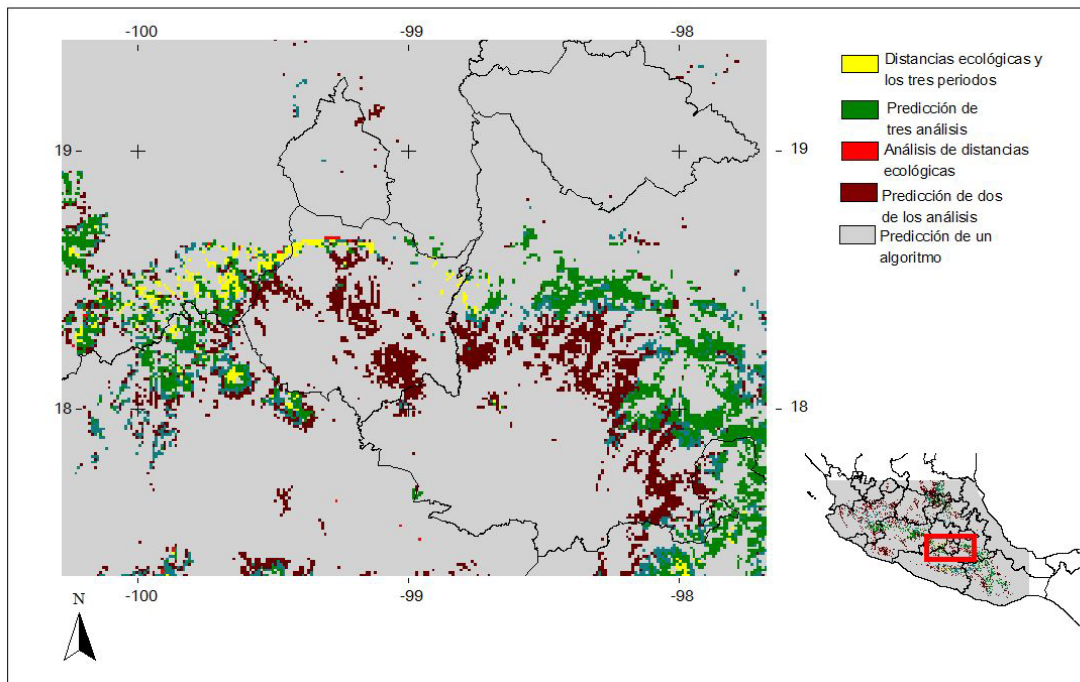 -100 -99 -98
19 19
18 18
-100 -99 -98
N
Distancias ecológicas y
los tres periodos
Predicción de
tres análisis
Análisis de distancias
ecológicas
Predicción de dos
de los análisis
Predicción de un
algoritmo